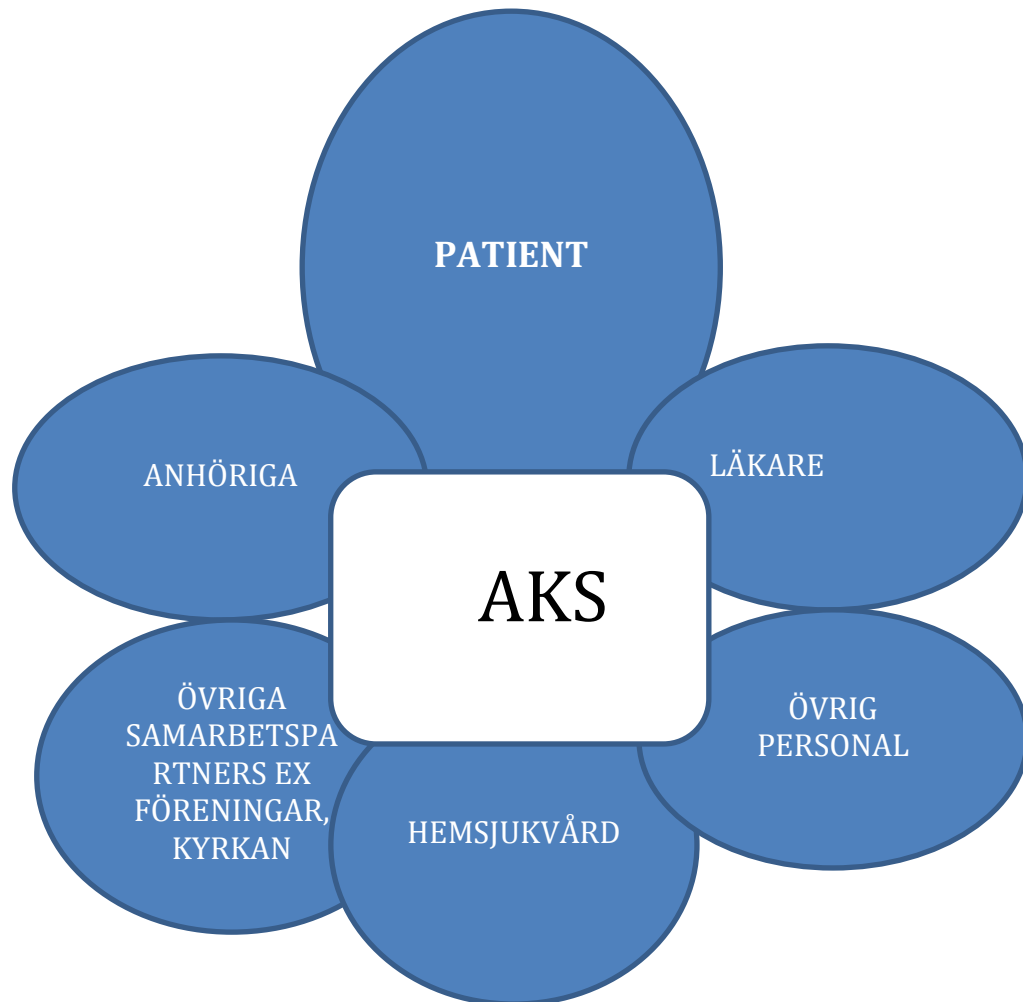 PATIENT
ANHÖRIGA
LÄKARE
AKS
ÖVRIGA
SAMARBETSPA
RTNERS EX
FÖRENINGAR,
KYRKAN
ÖVRIG
PERSONAL
HEMSJUKVÅRD